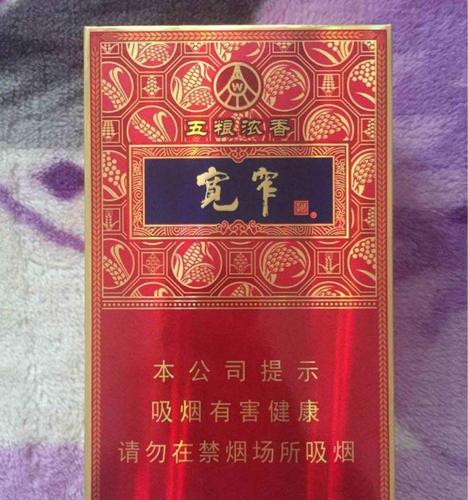 W
五粮浓香
宽窄
本公司提示
吸烟有害健康
请勿在禁烟场所吸烟